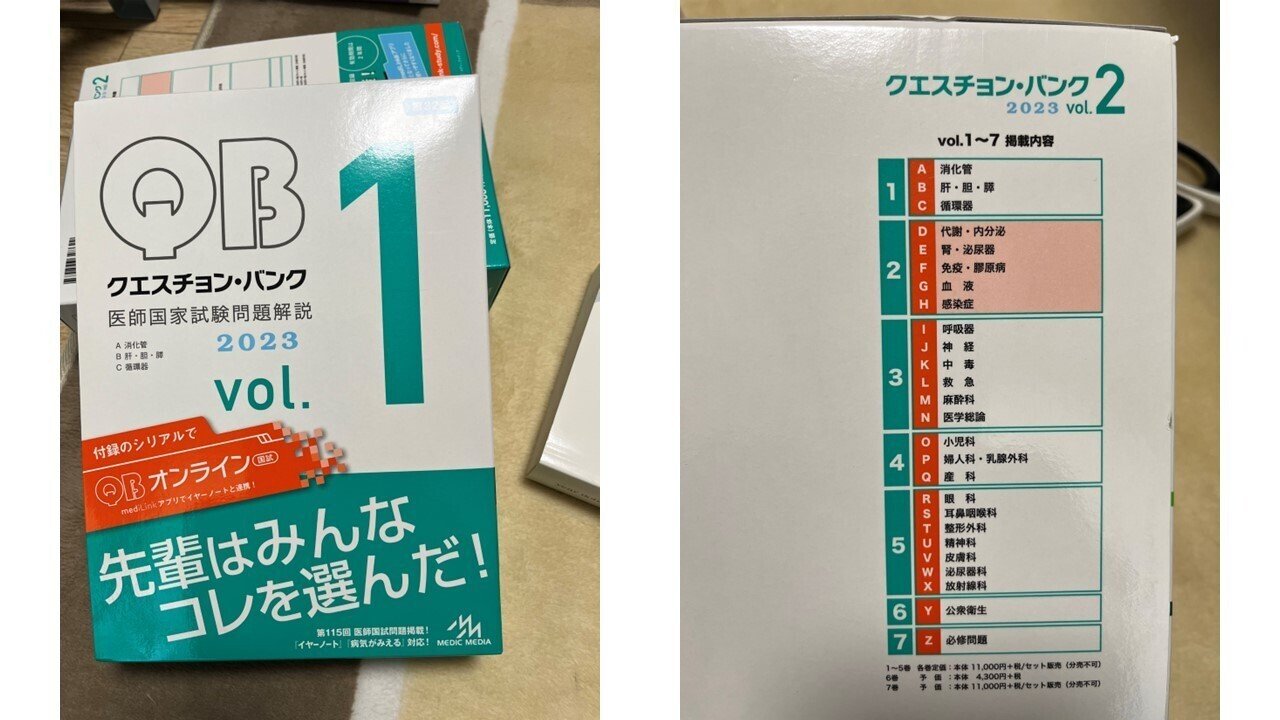 QB
1
クエスチョン・バンク
医師国家試験問題解説
2023
A 消化管
B 肝・胆・膵
C 循環器
vol.
付録のシリアルで
QB オンライン 国試
mediLinkアプリでイヤーノートと連携！
先輩はみんな
コレを選んだ！
第115回 医師国試問題掲載！
『イヤーノート』『病気がみえる』対応！
MEDIC MEDIA
クエスチョン・バンク
2023 vol.2
vol.1〜7 掲載内容
1
A 消化管
B 肝・胆・膵
C 循環器
2
D 代謝・内分泌
E 腎・泌尿器
F 免疫・膠原病
G 血 液
H 感染症
3
I 呼吸器
J 神 経
K 中 毒
L 救 急
M 麻酔科
N 医学総論
4
O 小児科
P 婦人科・乳腺外科
Q 産 科
5
R 眼 科
S 耳鼻咽喉科
T 整形外科
U 精神科
V 皮膚科
W 泌尿器科
X 放射線科
6
Y 公衆衛生
7
Z 必修問題
1〜5巻 各巻定価：本体 11,000円＋税/セット販売（分売不可）
6巻 予 価：本体 4,300円＋税
7巻 予 価：本体 11,000円＋税/セット販売（分売不可）